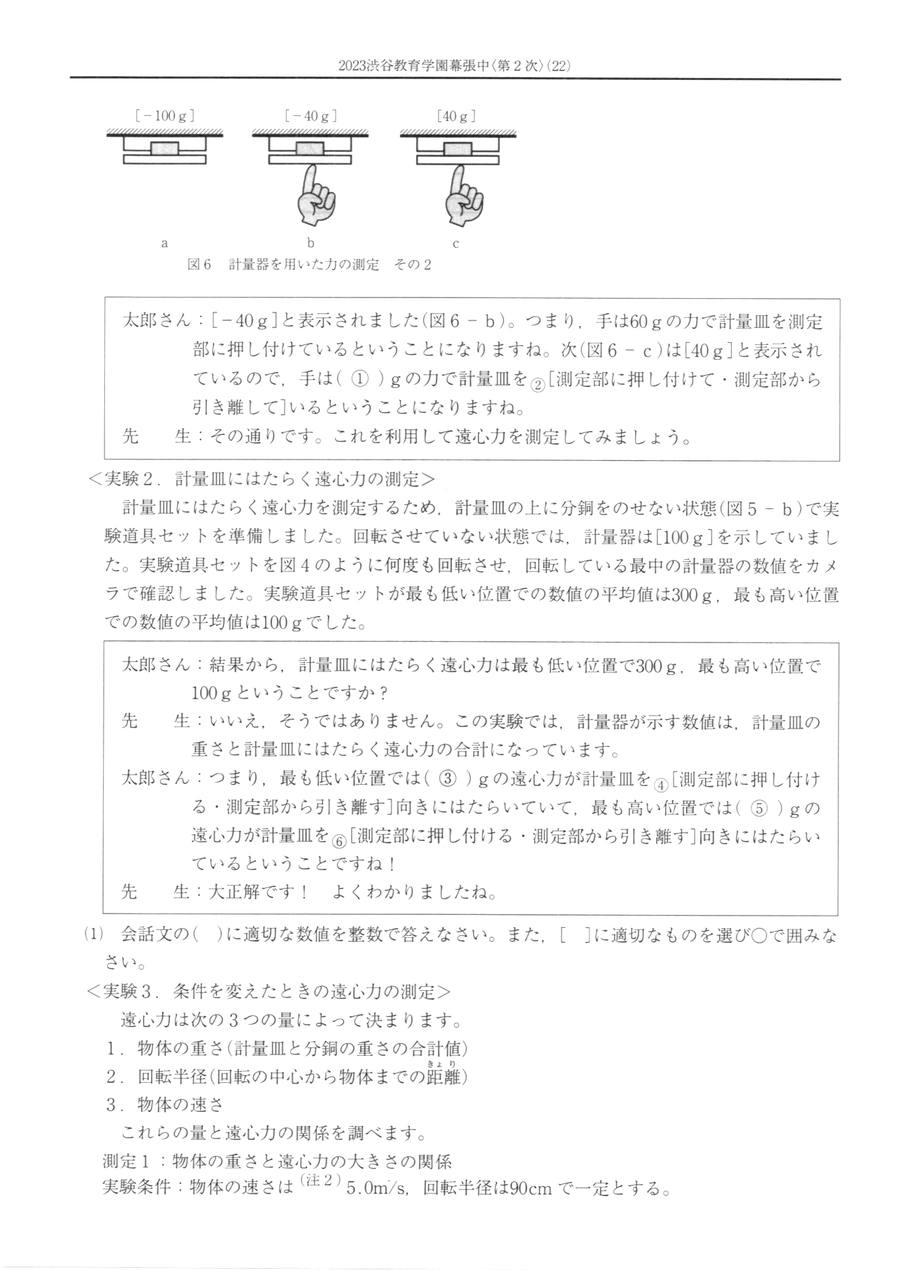 2023渋谷教育学園幕張中〈第2次〉(22)
[−100g] [−40g] [40g]
a b c
図6 計量器を用いた力の測定 その2
太郎さん：[−40g]と表示されました(図6−b)。つまり，手は60gの力で計量皿を測定
部に押し付けているということになりますね。次(図6−c)は[40g]と表示され
ているので，手は( ① )gの力で計量皿を②[測定部に押し付けて・測定部から
引き離して]いるということになりますね。
先 生：その通りです。これを利用して遠心力を測定してみましょう。
＜実験2．計量皿にはたらく遠心力の測定＞
計量皿にはたらく遠心力を測定するため，計量皿の上に分銅をのせない状態(図5−b)で実
験道具セットを準備しました。回転させていない状態では，計量器は[100g]を示していまし
た。実験道具セットを図4のように何度も回転させ，回転している最中の計量器の数値をカメ
ラで確認しました。実験道具セットが最も低い位置での数値の平均値は300g，最も高い位置
での数値の平均値は100gでした。
太郎さん：結果から，計量皿にはたらく遠心力は最も低い位置で300g，最も高い位置で
100gということですか？
先 生：いいえ，そうではありません。この実験では，計量器が示す数値は，計量皿の
重さと計量皿にはたらく遠心力の合計になっています。
太郎さん：つまり，最も低い位置では( ③ )gの遠心力が計量皿を④[測定部に押し付け
る・測定部から引き離す]向きにはたらいていて，最も高い位置では( ⑤ )gの
遠心力が計量皿を⑥[測定部に押し付ける・測定部から引き離す]向きにはたらい
ているということですね！
先 生：大正解です！ よくわかりましたね。
(1) 会話文の( )に適切な数値を整数で答えなさい。また，[ ]に適切なものを選び○で囲みな
さい。
＜実験3．条件を変えたときの遠心力の測定＞
遠心力は次の3つの量によって決まります。
1．物体の重さ(計量皿と分銅の重さの合計値)
2．回転半径(回転の中心から物体までの距離)
きょり
3．物体の速さ
これらの量と遠心力の関係を調べます。
測定1：物体の重さと遠心力の大きさの関係
実験条件：物体の速さは(注2)5.0m/s，回転半径は90cmで一定とする。